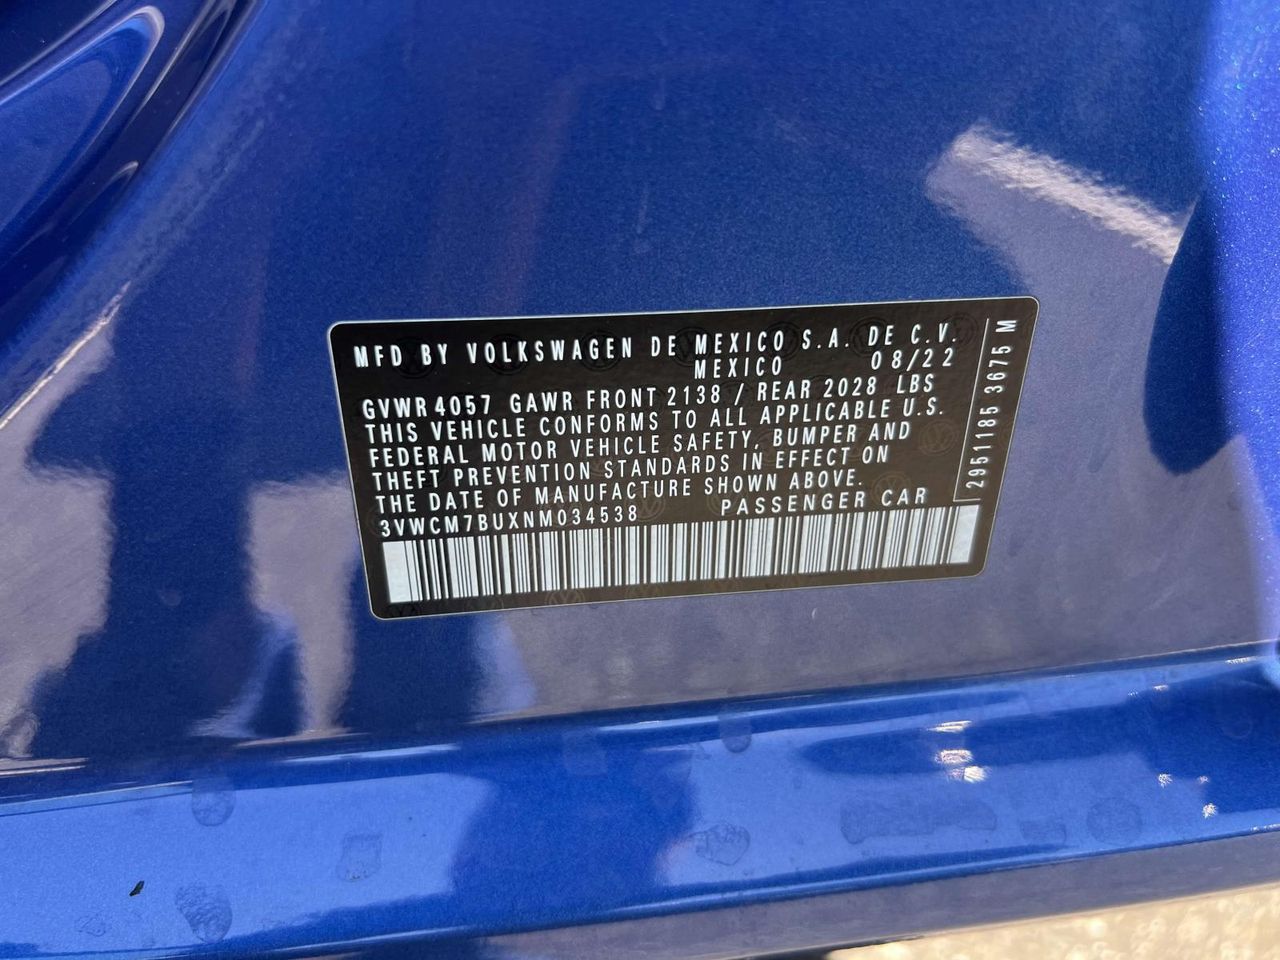 MFD BY VOLKSWAGEN DE MEXICO S.A. DE C.V.
MEXICO 08/22
GVWR 4057 GAWR FRONT 2138 / REAR 2028 LBS
THIS VEHICLE CONFORMS TO ALL APPLICABLE U.S.
FEDERAL MOTOR VEHICLE SAFETY, BUMPER AND
THEFT PREVENTION STANDARDS IN EFFECT ON
THE DATE OF MANUFACTURE SHOWN ABOVE.
3VWCM7BUXNM034538 PASSENGER CAR
2951185 3675 M